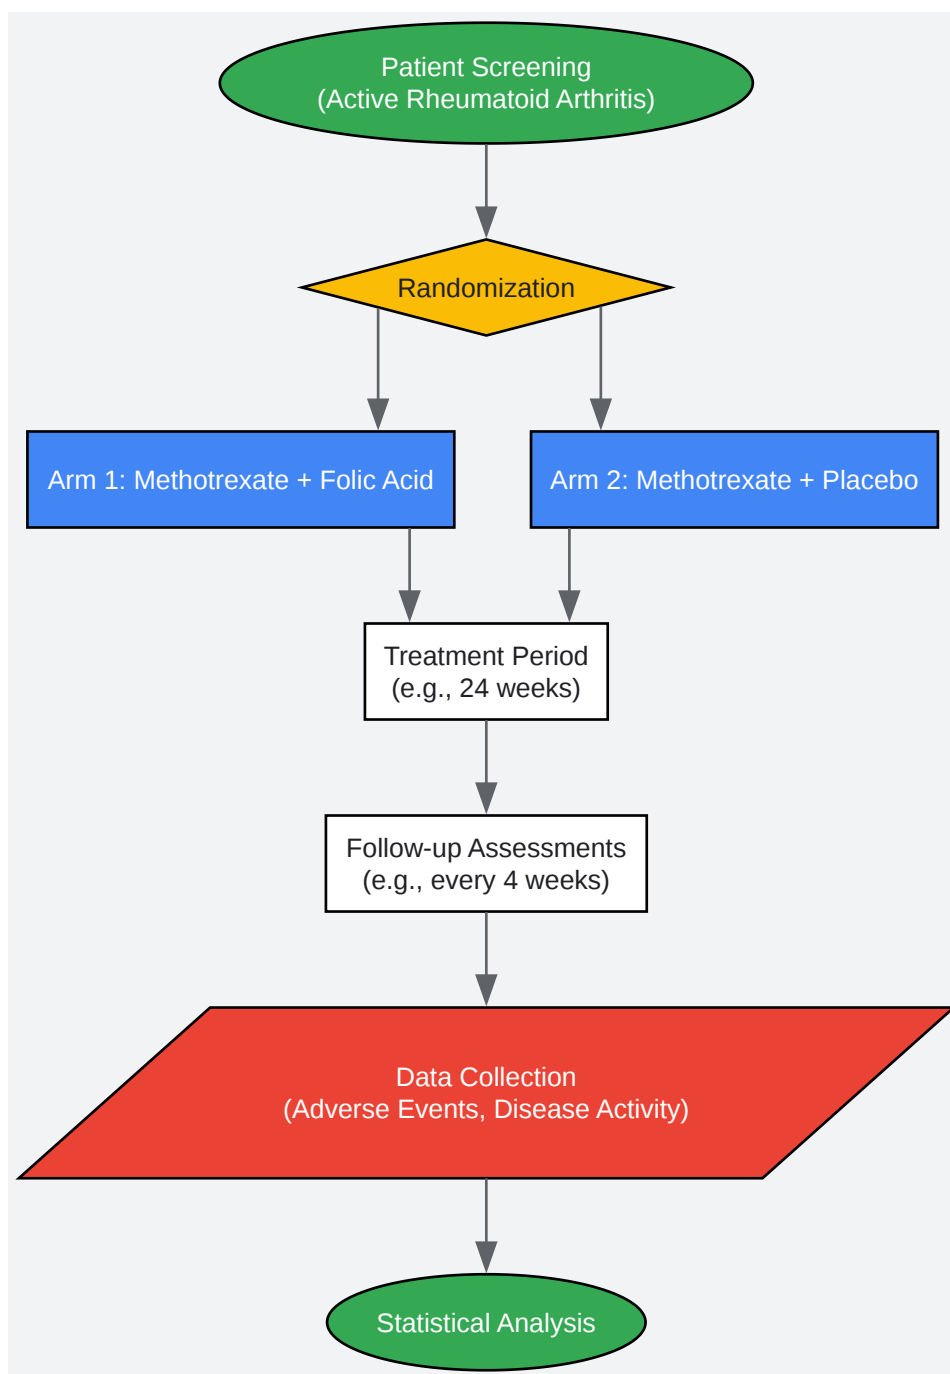 Patient Screening
(Active Rheumatoid Arthritis)
Randomization
Arm 1: Methotrexate + Folic Acid
Arm 2: Methotrexate + Placebo
Treatment Period
(e.g., 24 weeks)
Follow-up Assessments
(e.g., every 4 weeks)
Data Collection
(Adverse Events, Disease Activity)
Statistical Analysis